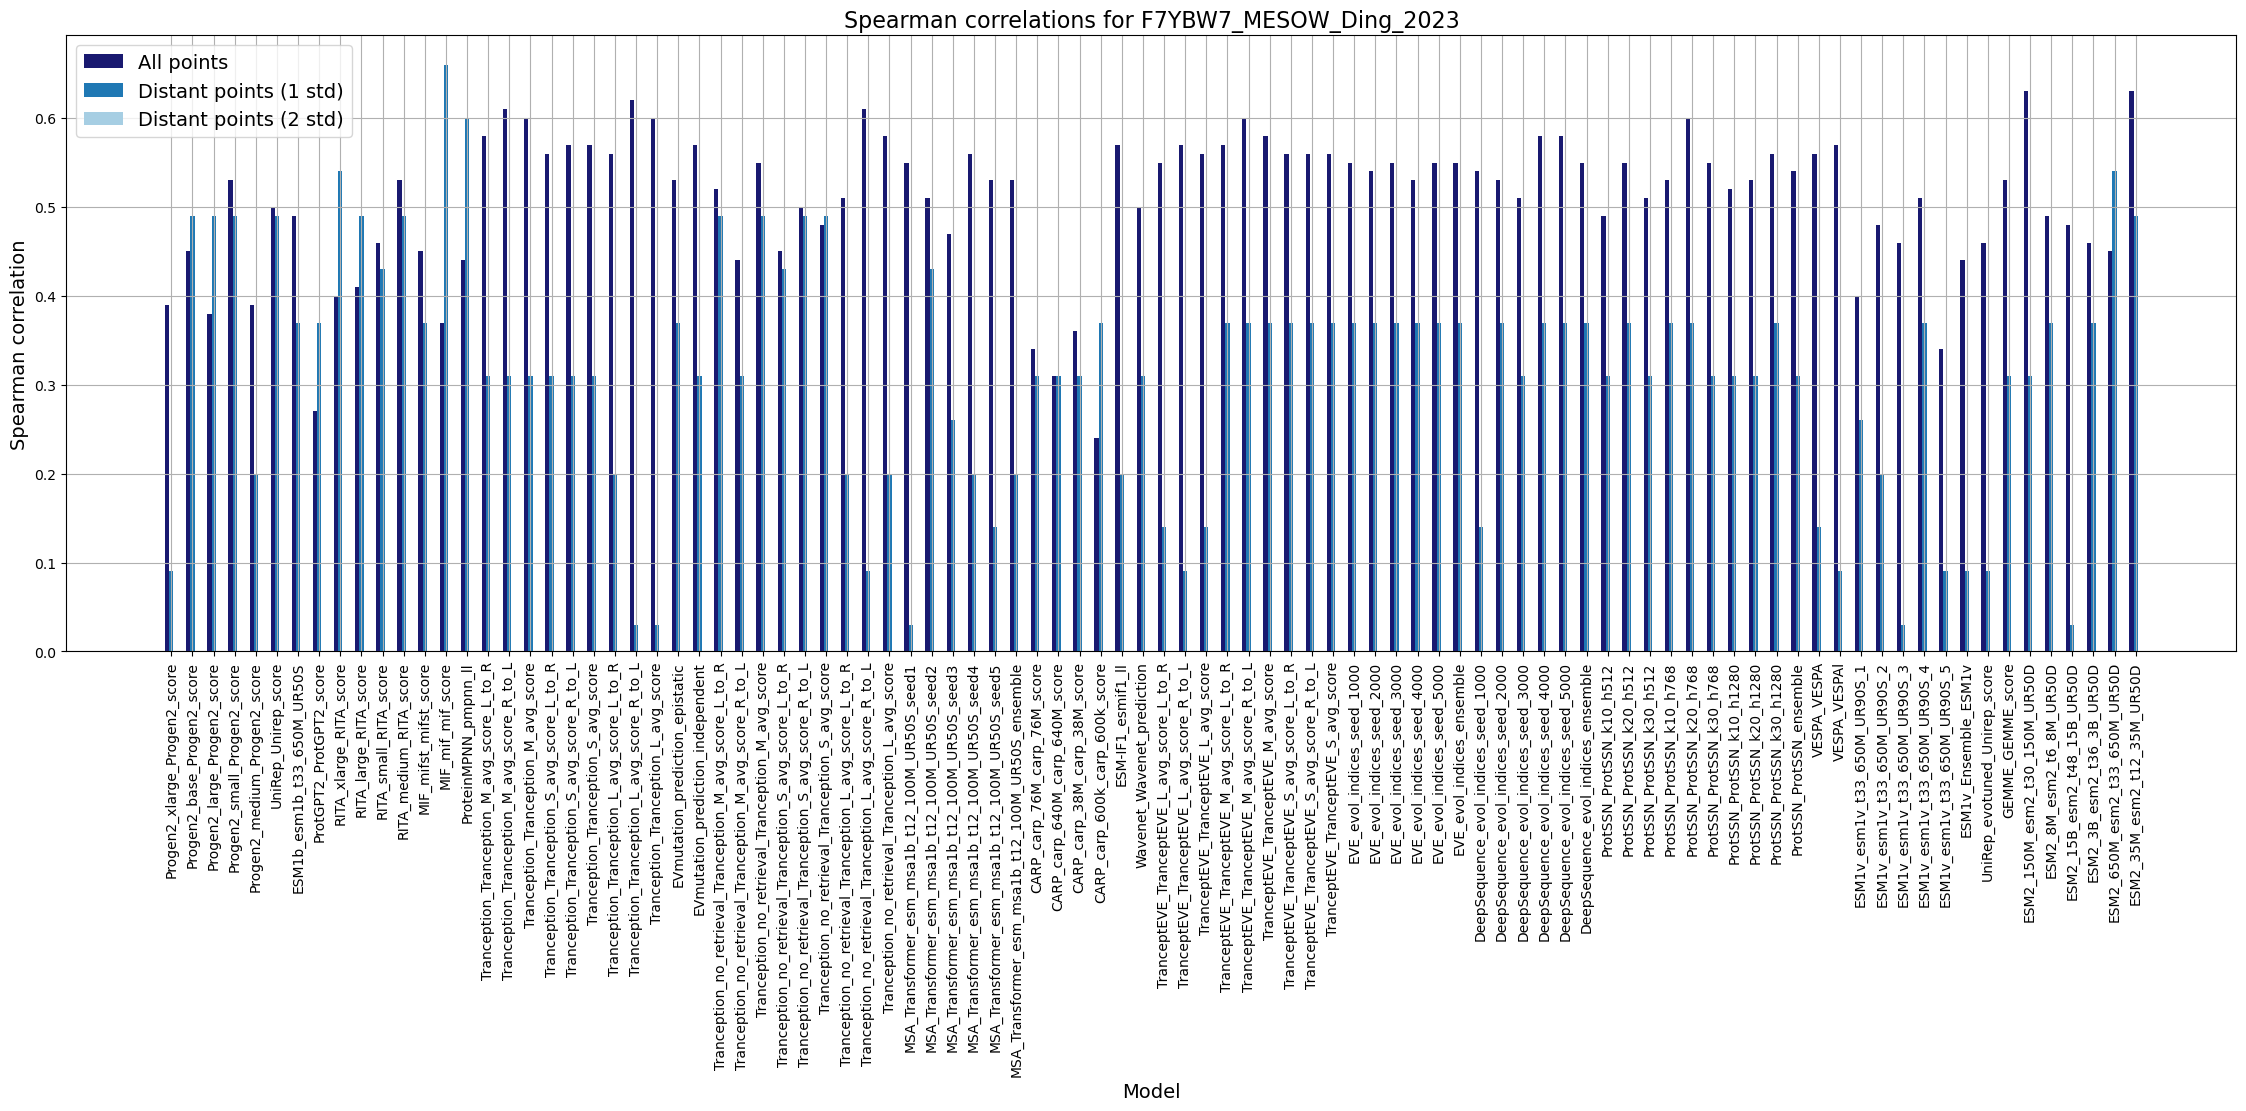 Spearman correlations for F7YBW7_MESOW_Ding_2023
All points
Distant points (1 std)
Distant points (2 std)
Spearman correlation
0.6
0.5
0.4
0.3
0.2
0.1
0.0
Progen2_xlarge_Progen2_score
Progen2_base_Progen2_score
Progen2_large_Progen2_score
Progen2_small_Progen2_score
Progen2_medium_Progen2_score
UniRep_Unirep_score
ESM1b_esm1b_t33_650M_UR50S
ProtGPT2_ProtGPT2_score
RITA_xlarge_RITA_score
RITA_large_RITA_score
RITA_small_RITA_score
RITA_medium_RITA_score
MIF_mifst_mifst_score
MIF_mif_mif_score
ProteinMPNN_pmpnn_ll
Tranception_Tranception_M_avg_score_L_to_R
Tranception_Tranception_M_avg_score_R_to_L
Tranception_Tranception_M_avg_score
Tranception_Tranception_S_avg_score_L_to_R
Tranception_Tranception_S_avg_score_R_to_L
Tranception_Tranception_S_avg_score
Tranception_Tranception_L_avg_score_L_to_R
Tranception_Tranception_L_avg_score_R_to_L
Tranception_Tranception_L_avg_score
EVmutation_prediction_epistatic
EVmutation_prediction_independent
Tranception_no_retrieval_Tranception_M_avg_score_L_to_R
Tranception_no_retrieval_Tranception_M_avg_score_R_to_L
Tranception_no_retrieval_Tranception_M_avg_score
Tranception_no_retrieval_Tranception_S_avg_score_L_to_R
Tranception_no_retrieval_Tranception_S_avg_score_R_to_L
Tranception_no_retrieval_Tranception_S_avg_score
Tranception_no_retrieval_Tranception_L_avg_score_L_to_R
Tranception_no_retrieval_Tranception_L_avg_score_R_to_L
Tranception_no_retrieval_Tranception_L_avg_score
MSA_Transformer_esm_msa1b_t12_100M_UR50S_seed1
MSA_Transformer_esm_msa1b_t12_100M_UR50S_seed2
MSA_Transformer_esm_msa1b_t12_100M_UR50S_seed3
MSA_Transformer_esm_msa1b_t12_100M_UR50S_seed4
MSA_Transformer_esm_msa1b_t12_100M_UR50S_seed5
MSA_Transformer_esm_msa1b_t12_100M_UR50S_ensemble
CARP_carp_76M_carp_76M_score
CARP_carp_640M_carp_640M_score
CARP_carp_38M_carp_38M_score
CARP_carp_600k_carp_600k_score
ESM-IF1_esmif1_ll
Wavenet_Wavenet_prediction
TranceptEVE_TranceptEVE_L_avg_score_L_to_R
TranceptEVE_TranceptEVE_L_avg_score_R_to_L
TranceptEVE_TranceptEVE_L_avg_score
TranceptEVE_TranceptEVE_M_avg_score_L_to_R
TranceptEVE_TranceptEVE_M_avg_score_R_to_L
TranceptEVE_TranceptEVE_M_avg_score
TranceptEVE_TranceptEVE_S_avg_score_L_to_R
TranceptEVE_TranceptEVE_S_avg_score_R_to_L
TranceptEVE_TranceptEVE_S_avg_score
EVE_evol_indices_seed_1000
EVE_evol_indices_seed_2000
EVE_evol_indices_seed_3000
EVE_evol_indices_seed_4000
EVE_evol_indices_seed_5000
EVE_evol_indices_ensemble
DeepSequence_evol_indices_seed_1000
DeepSequence_evol_indices_seed_2000
DeepSequence_evol_indices_seed_3000
DeepSequence_evol_indices_seed_4000
DeepSequence_evol_indices_seed_5000
DeepSequence_evol_indices_ensemble
ProtSSN_ProtSSN_k10_h512
ProtSSN_ProtSSN_k20_h512
ProtSSN_ProtSSN_k30_h512
ProtSSN_ProtSSN_k10_h768
ProtSSN_ProtSSN_k20_h768
ProtSSN_ProtSSN_k30_h768
ProtSSN_ProtSSN_k10_h1280
ProtSSN_ProtSSN_k20_h1280
ProtSSN_ProtSSN_k30_h1280
ProtSSN_ProtSSN_ensemble
VESPA_VESPA
VESPA_VESPAl
ESM1v_esm1v_t33_650M_UR90S_1
ESM1v_esm1v_t33_650M_UR90S_2
ESM1v_esm1v_t33_650M_UR90S_3
ESM1v_esm1v_t33_650M_UR90S_4
ESM1v_esm1v_t33_650M_UR90S_5
ESM1v_Ensemble_ESM1v
UniRep_evotuned_Unirep_score
GEMME_GEMME_score
ESM2_150M_esm2_t30_150M_UR50D
ESM2_8M_esm2_t6_8M_UR50D
ESM2_15B_esm2_t48_15B_UR50D
ESM2_3B_esm2_t36_3B_UR50D
ESM2_650M_esm2_t33_650M_UR50D
ESM2_35M_esm2_t12_35M_UR50D
Model